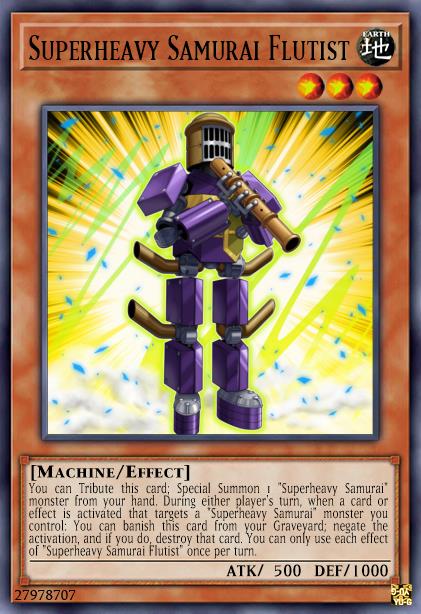 SUPERHEAVY SAMURAI FLUTIST
EARTH
地
[MACHINE/EFFECT]
You can Tribute this card; Special Summon 1 "Superheavy Samurai"
monster from your hand. During either player's turn, when a card or
effect is activated that targets a "Superheavy Samurai" monster you
control: You can banish this card from your Graveyard; negate the
activation, and if you do, destroy that card. You can only use each effect
of "Superheavy Samurai Flutist" once per turn.
ATK/ 500 DEF/1000
27978707